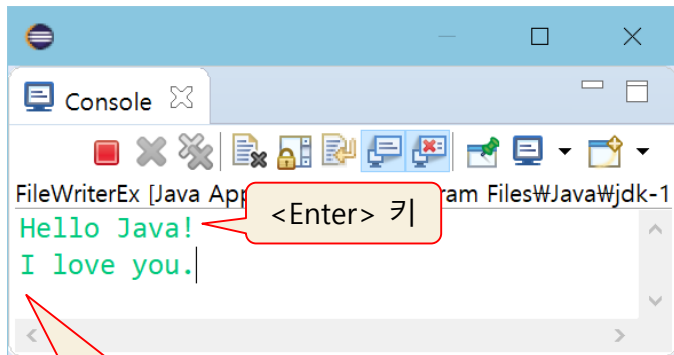 Console
FileWriterEx [Java App
ram Files₩Java₩jdk-1
<Enter> 키
Hello Java!
I love you.